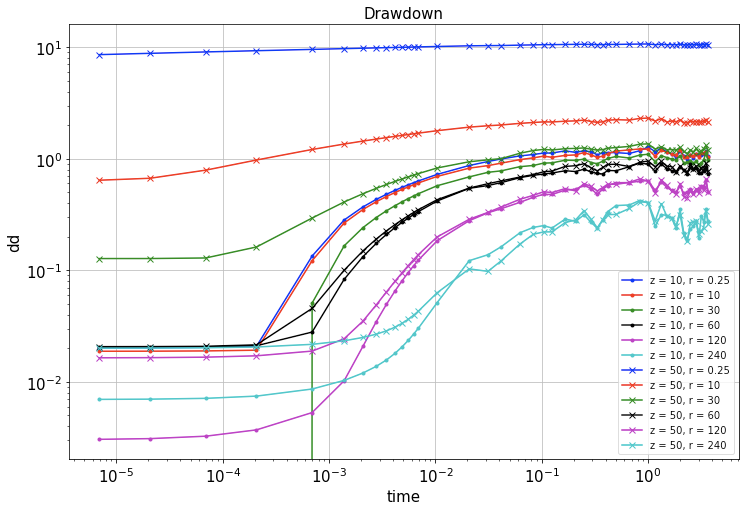 Drawdown
dd
10¹
10⁰
10⁻¹
10⁻²
10⁻⁵
10⁻⁴
10⁻³
10⁻²
10⁻¹
10⁰
time
z = 10, r = 0.25
z = 10, r = 10
z = 10, r = 30
z = 10, r = 60
z = 10, r = 120
z = 10, r = 240
z = 50, r = 0.25
z = 50, r = 10
z = 50, r = 30
z = 50, r = 60
z = 50, r = 120
z = 50, r = 240